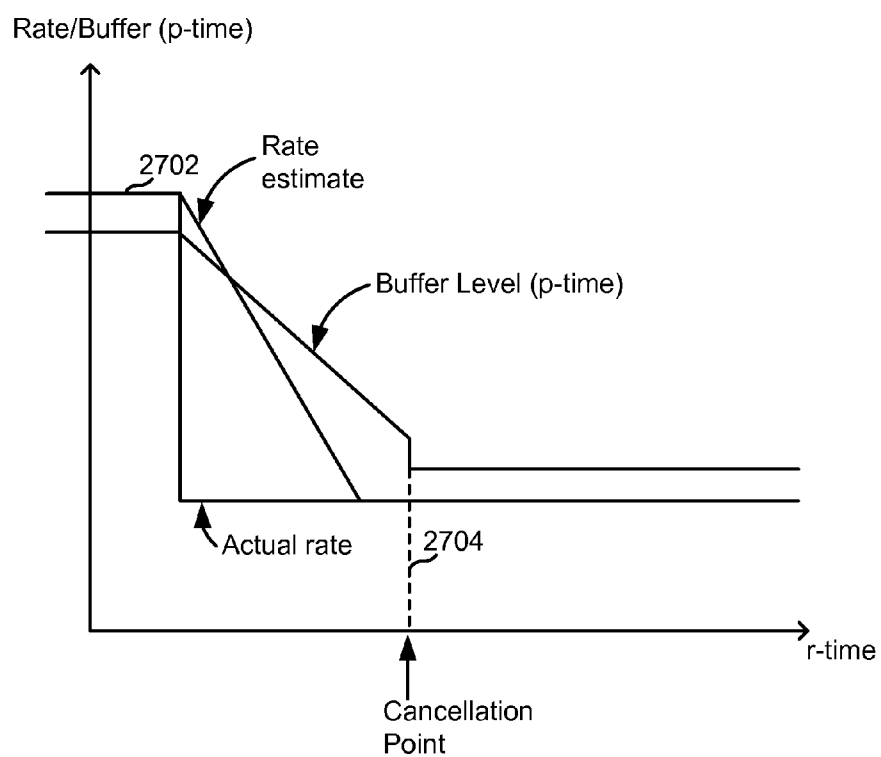 Rate/Buffer (p-time)
2702
Rate
estimate
Buffer Level (p-time)
Actual rate
2704
r-time
Cancellation
Point